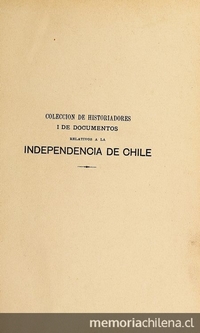 COLECCION DE HISTORIADORES
I DE DOCUMENTOS
RELATIVOS A LA
INDEPENDENCIA DE CHILE
memoriachilena.cl